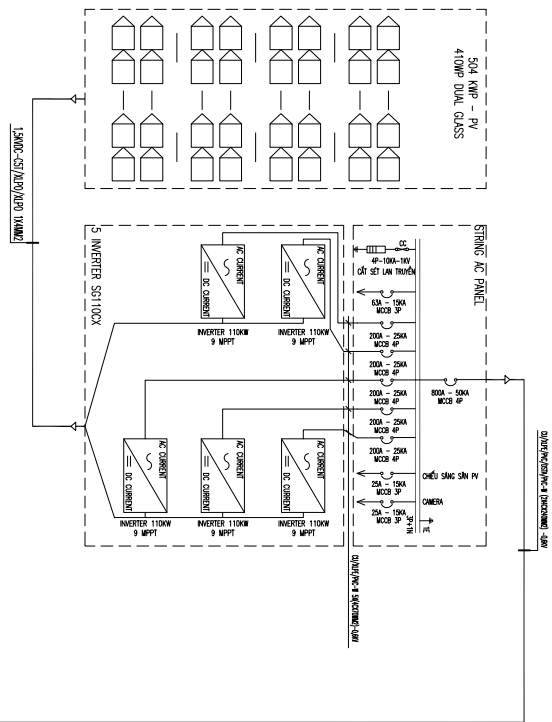 504 KWP - PV
410WP DUAL GLASS
1,5KVDC-CST/XLPO/XLPO 1X4MM2
STRING AC PANEL
CC
4P-10KA-1KV
CẮT SÉT LAN TRUYỀN
63A - 15KA
MCCB 3P
200A - 25KA
MCCB 4P
200A - 25KA
MCCB 4P
200A - 25KA
MCCB 4P
200A - 25KA
MCCB 4P
200A - 25KA
MCCB 4P
25A - 15KA
MCCB 3P
25A - 15KA
MCCB 3P
800A - 50KA
MCCB 4P
CHIẾU SÁNG SÂN PV
CAMERA
3P+1N
PE
5 INVERTER SG110CX
AC CURRENT
DC CURRENT
INVERTER 110KW
9 MPPT
AC CURRENT
DC CURRENT
INVERTER 110KW
9 MPPT
AC CURRENT
DC CURRENT
INVERTER 110KW
9 MPPT
AC CURRENT
DC CURRENT
INVERTER 110KW
9 MPPT
AC CURRENT
DC CURRENT
INVERTER 110KW
9 MPPT